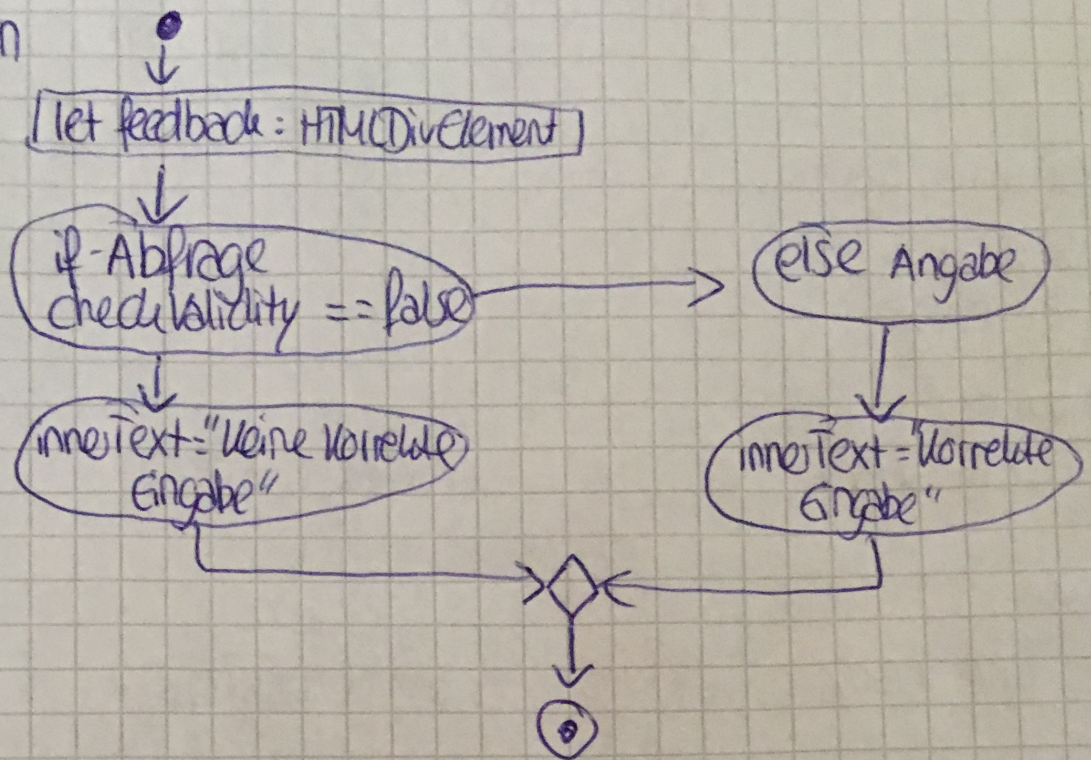 n
let feedback: HTMLDivElement
if-Abfrage
checkValidity == false
else Angabe
innerText="Keine Korrekte
Eingabe"
innerText="Korrekte
Eingabe"